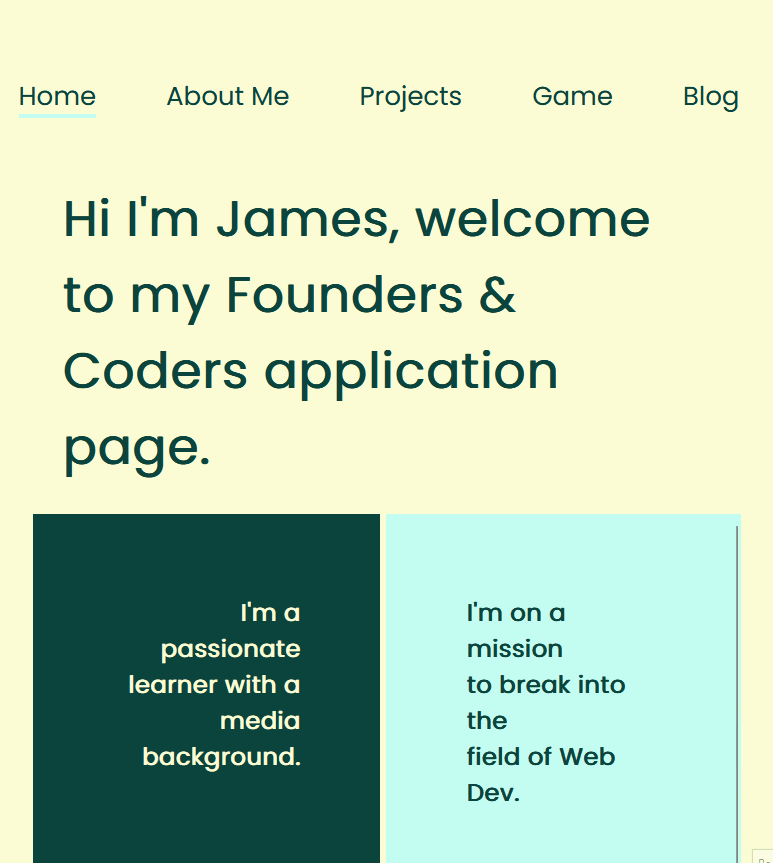 Home About Me Projects Game Blog
Hi I'm James, welcome
to my Founders &
Coders application
page.
I'm a
passionate
learner with a
media
background.
I'm on a
mission
to break into
the
field of Web
Dev.